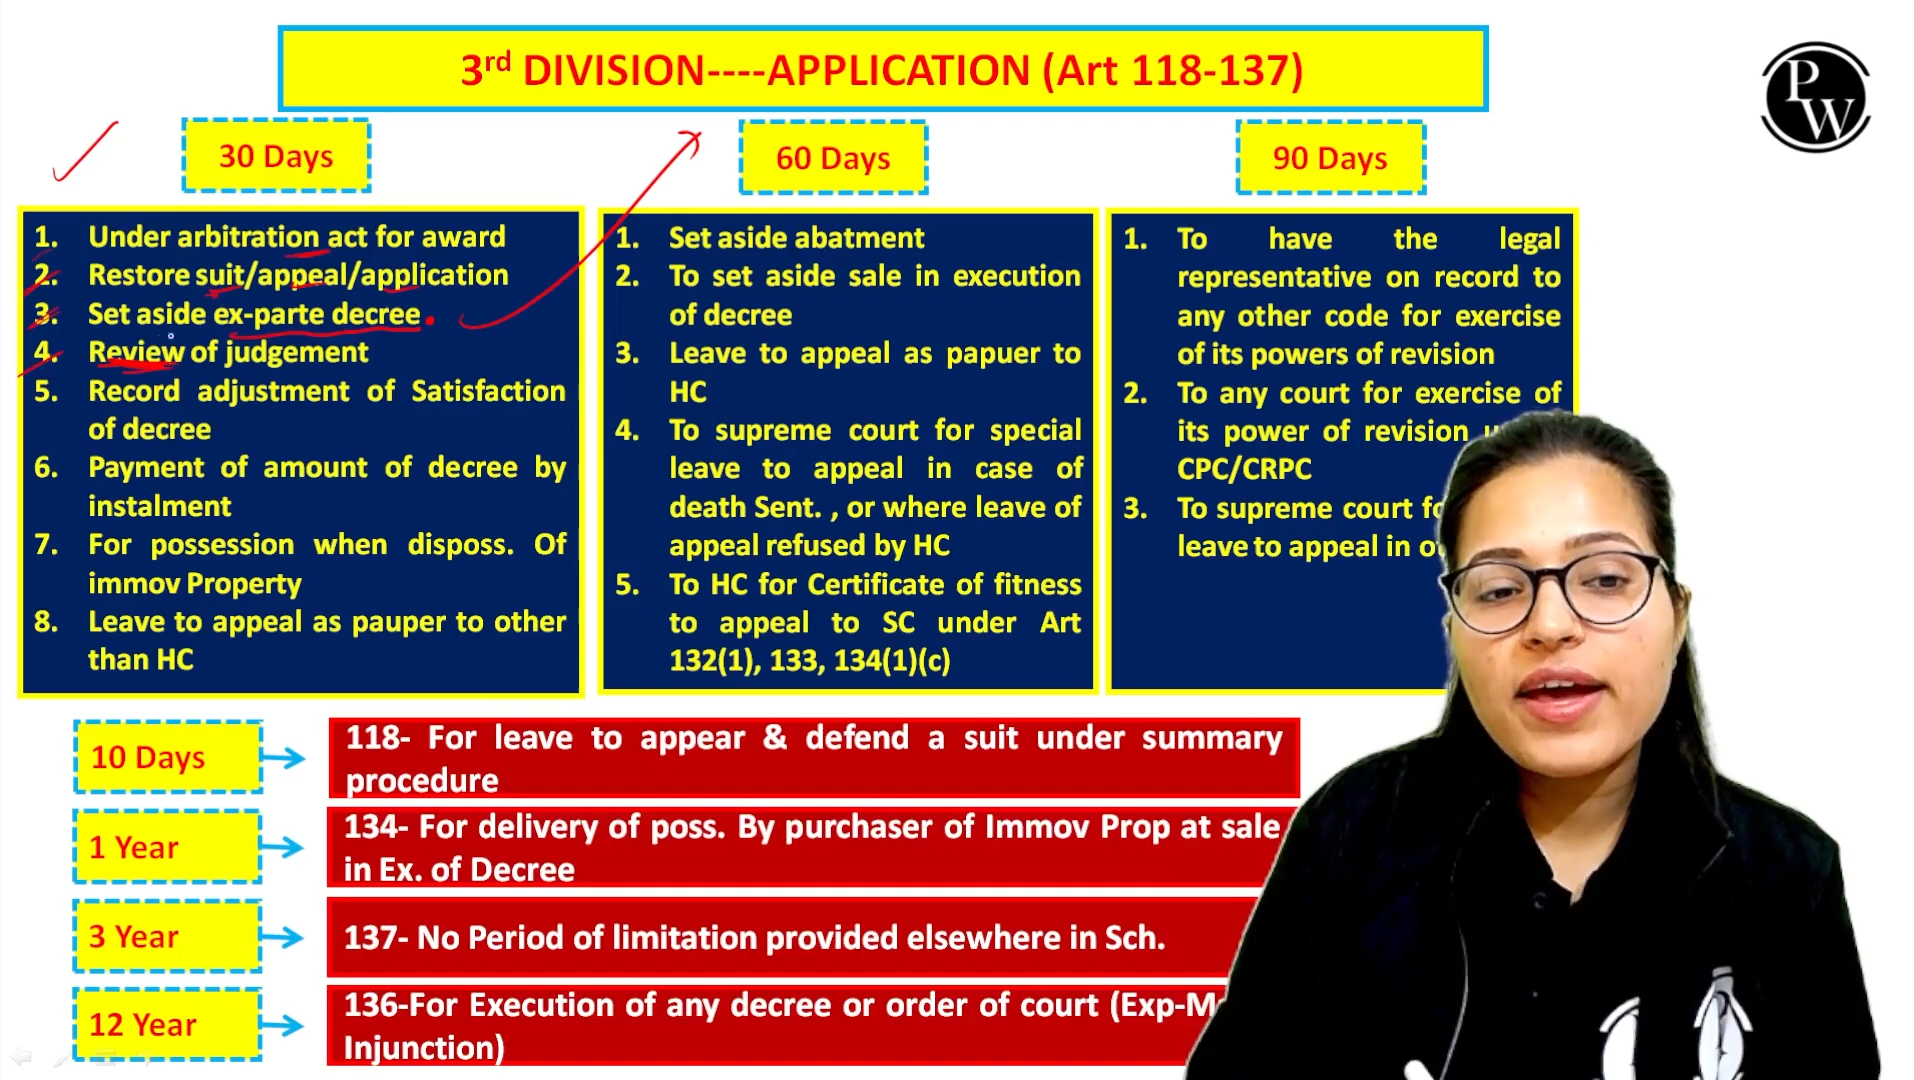 3rd DIVISION----APPLICATION (Art 118-137)
PW
30 Days
60 Days
90 Days
1. Under arbitration act for award
2. Restore suit/appeal/application
3. Set aside ex-parte decree.
4. Review of judgement
5. Record adjustment of Satisfaction
of decree
6. Payment of amount of decree by
instalment
7. For possession when disposs. Of
immov Property
8. Leave to appeal as pauper to other
than HC
1. Set aside abatment
2. To set aside sale in execution
of decree
3. Leave to appeal as papuer to
HC
4. To supreme court for special
leave to appeal in case of
death Sent. , or where leave of
appeal refused by HC
5. To HC for Certificate of fitness
to appeal to SC under Art
132(1), 133, 134(1)(c)
1. To have the legal
representative on record to
any other code for exercise
of its powers of revision
2. To any court for exercise of
its power of revision
CPC/CRPC
3. To supreme court
leave to appeal in
10 Days
118- For leave to appear & defend a suit under summary
procedure
1 Year
134- For delivery of poss. By purchaser of Immov Prop at sale
in Ex. of Decree
3 Year
137- No Period of limitation provided elsewhere in Sch.
12 Year
136-For Execution of any decree or order of court (Exp-M
Injunction)